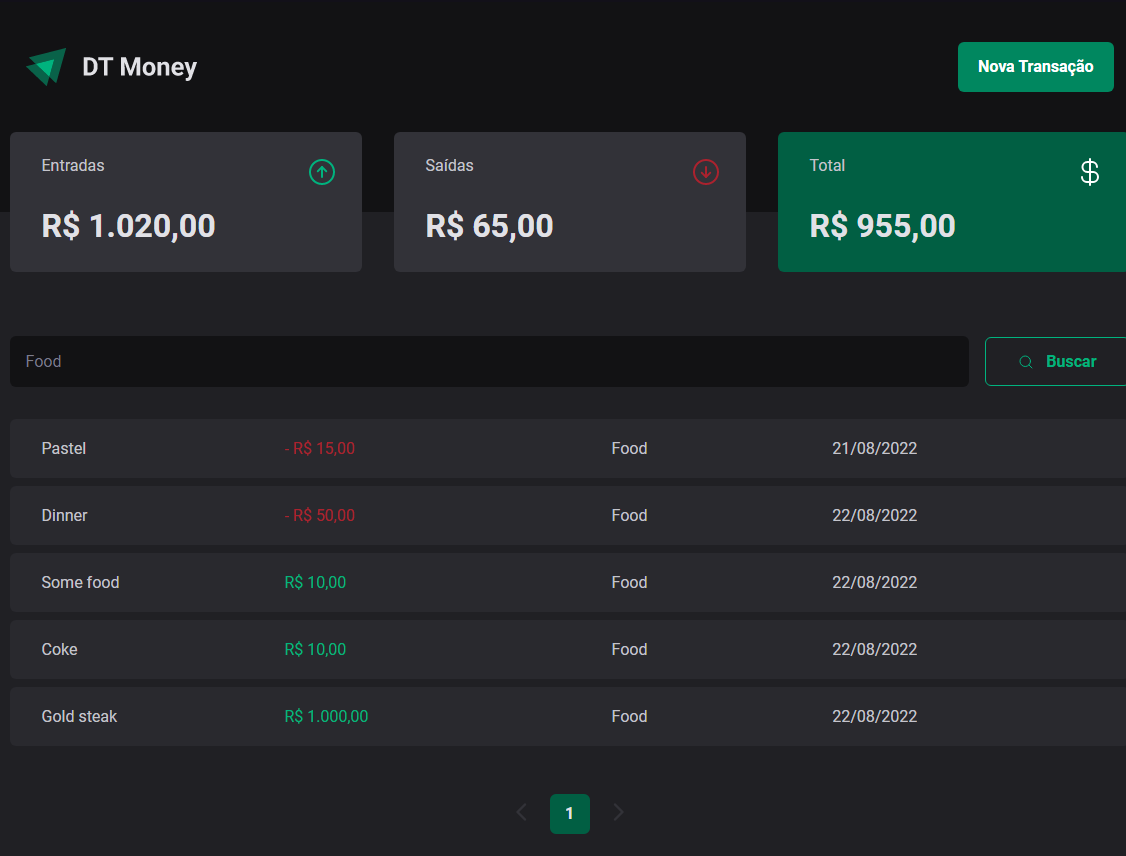 DT Money
Nova Transação
Entradas
R$ 1.020,00
Saídas
R$ 65,00
Total
$
R$ 955,00
Food
Buscar
Pastel - R$ 15,00 Food 21/08/2022
Dinner - R$ 50,00 Food 22/08/2022
Some food R$ 10,00 Food 22/08/2022
Coke R$ 10,00 Food 22/08/2022
Gold steak R$ 1.000,00 Food 22/08/2022
1